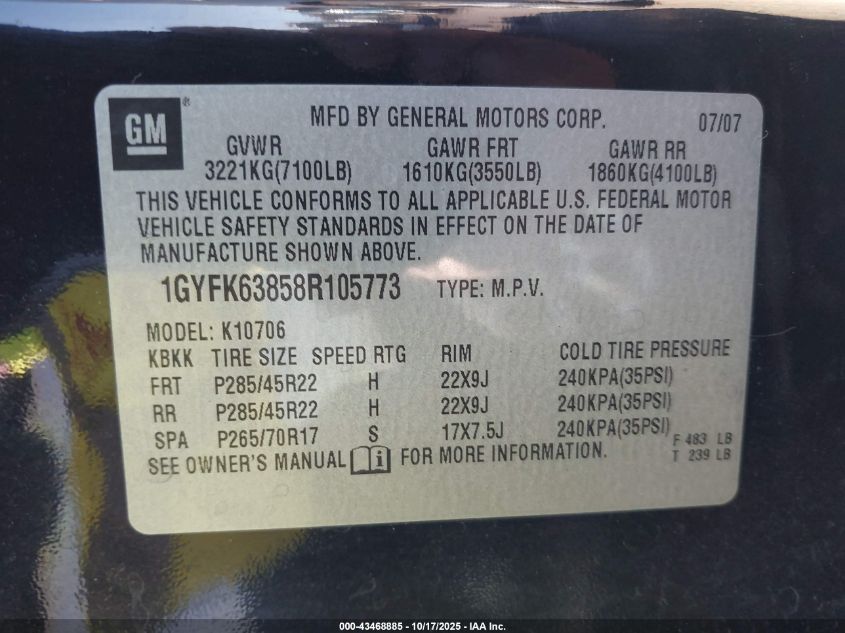 GM ®
MFD BY GENERAL MOTORS CORP. 07/07
GVWR GAWR FRT GAWR RR
3221KG(7100LB) 1610KG(3550LB) 1860KG(4100LB)
THIS VEHICLE CONFORMS TO ALL APPLICABLE U.S. FEDERAL MOTOR
VEHICLE SAFETY STANDARDS IN EFFECT ON THE DATE OF
MANUFACTURE SHOWN ABOVE.
1GYFK63858R105773 TYPE: M.P.V.
MODEL: K10706
KBKK TIRE SIZE SPEED RTG RIM COLD TIRE PRESSURE
FRT P285/45R22 H 22X9J 240KPA(35PSI)
RR P285/45R22 H 22X9J 240KPA(35PSI)
SPA P265/70R17 S 17X7.5J 240KPA(35PSI)
F 483 LB
T 239 LB
SEE OWNER'S MANUAL i FOR MORE INFORMATION.
000-43468885 - 10/17/2025 - IAA Inc.